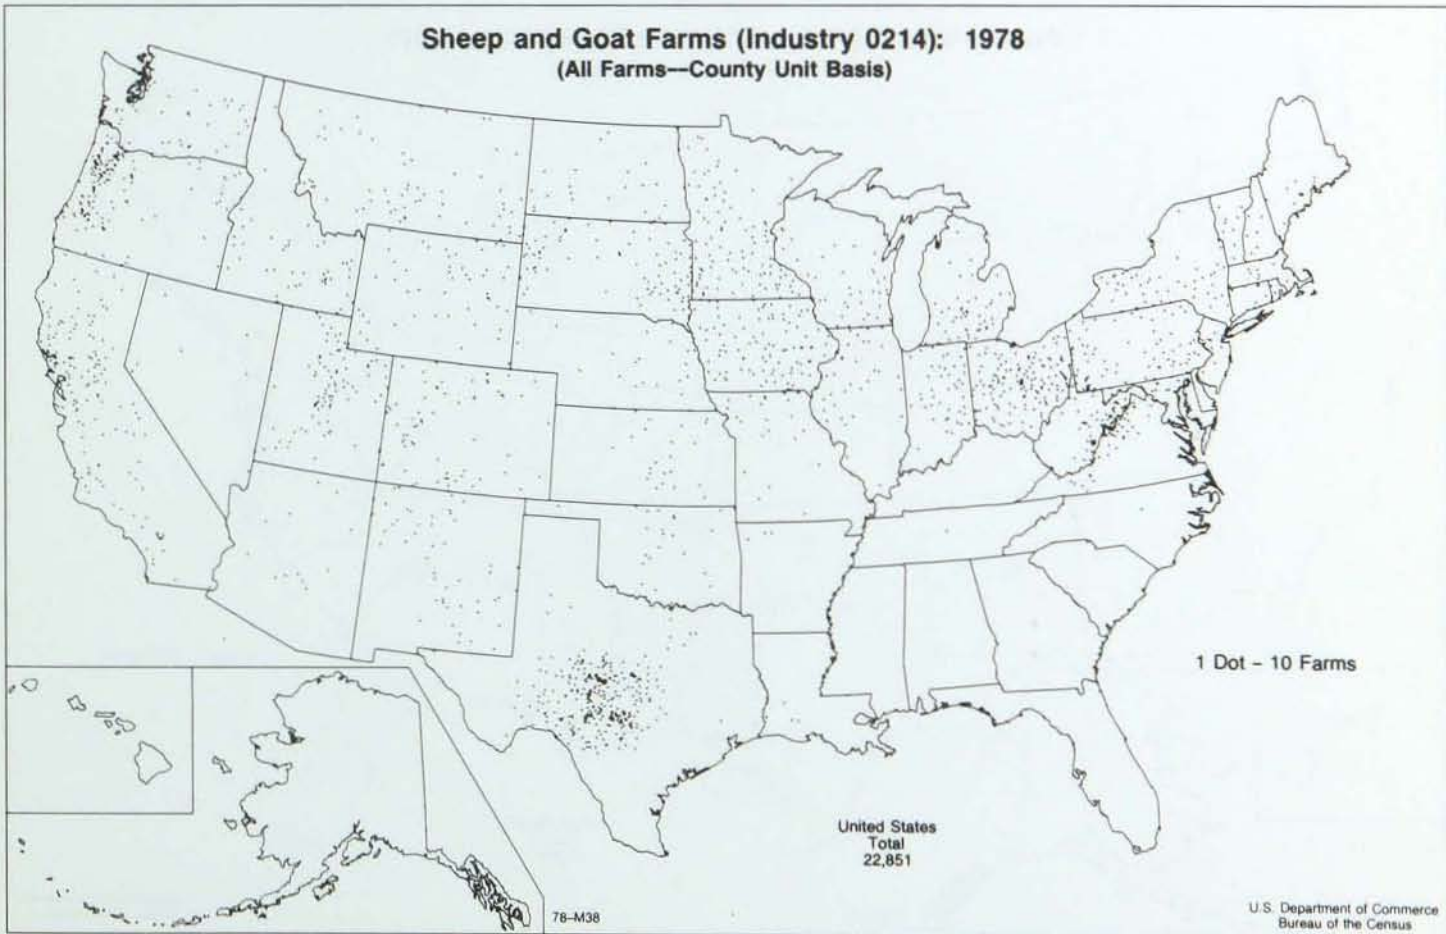 Sheep and Goat Farms (Industry 0214): 1978
(All Farms--County Unit Basis)
1 Dot - 10 Farms
United States
Total
22,851
78-M38
U.S. Department of Commerce
Bureau of the Census